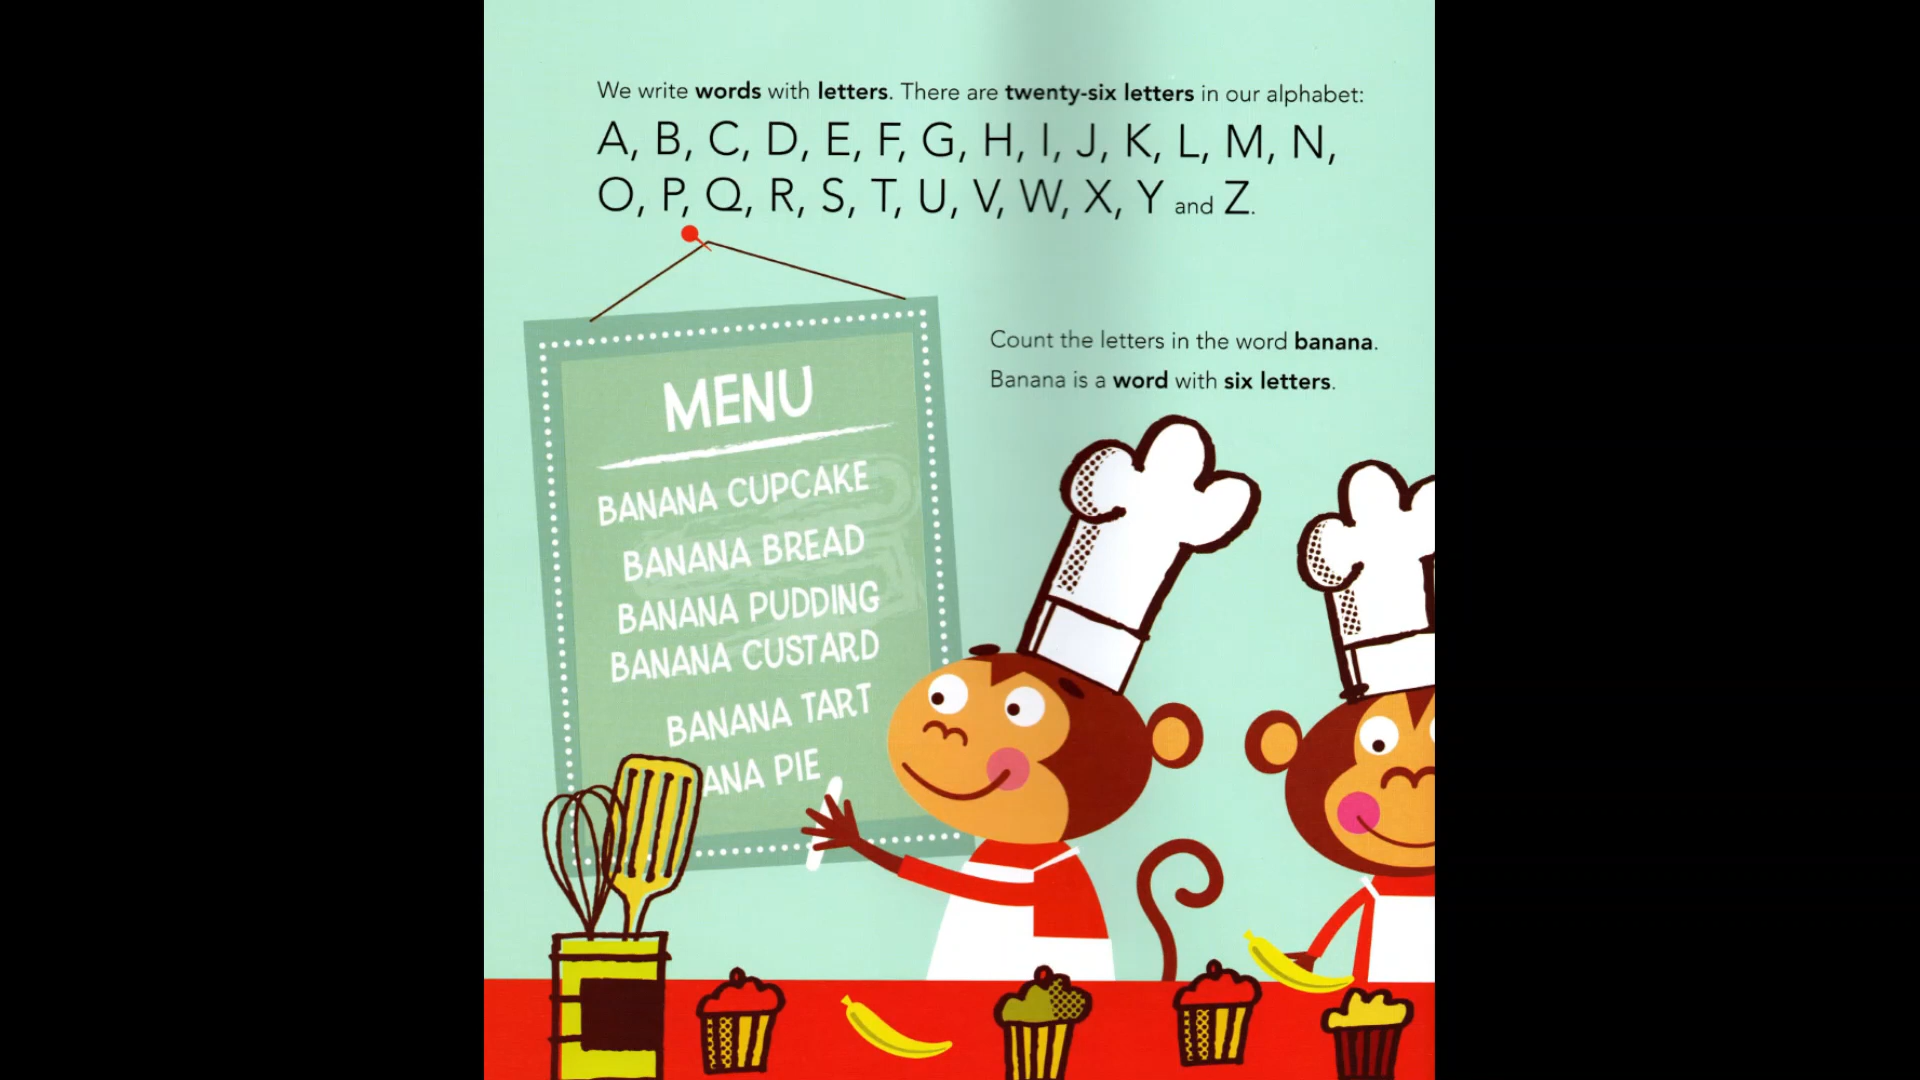 We write words with letters. There are twenty-six letters in our alphabet:
A, B, C, D, E, F, G, H, I, J, K, L, M, N,
O, P, Q, R, S, T, U, V, W, X, Y and Z.
Count the letters in the word banana.
Banana is a word with six letters.
MENU
BANANA CUPCAKE
BANANA BREAD
BANANA PUDDING
BANANA CUSTARD
BANANA TART
ANA PIE